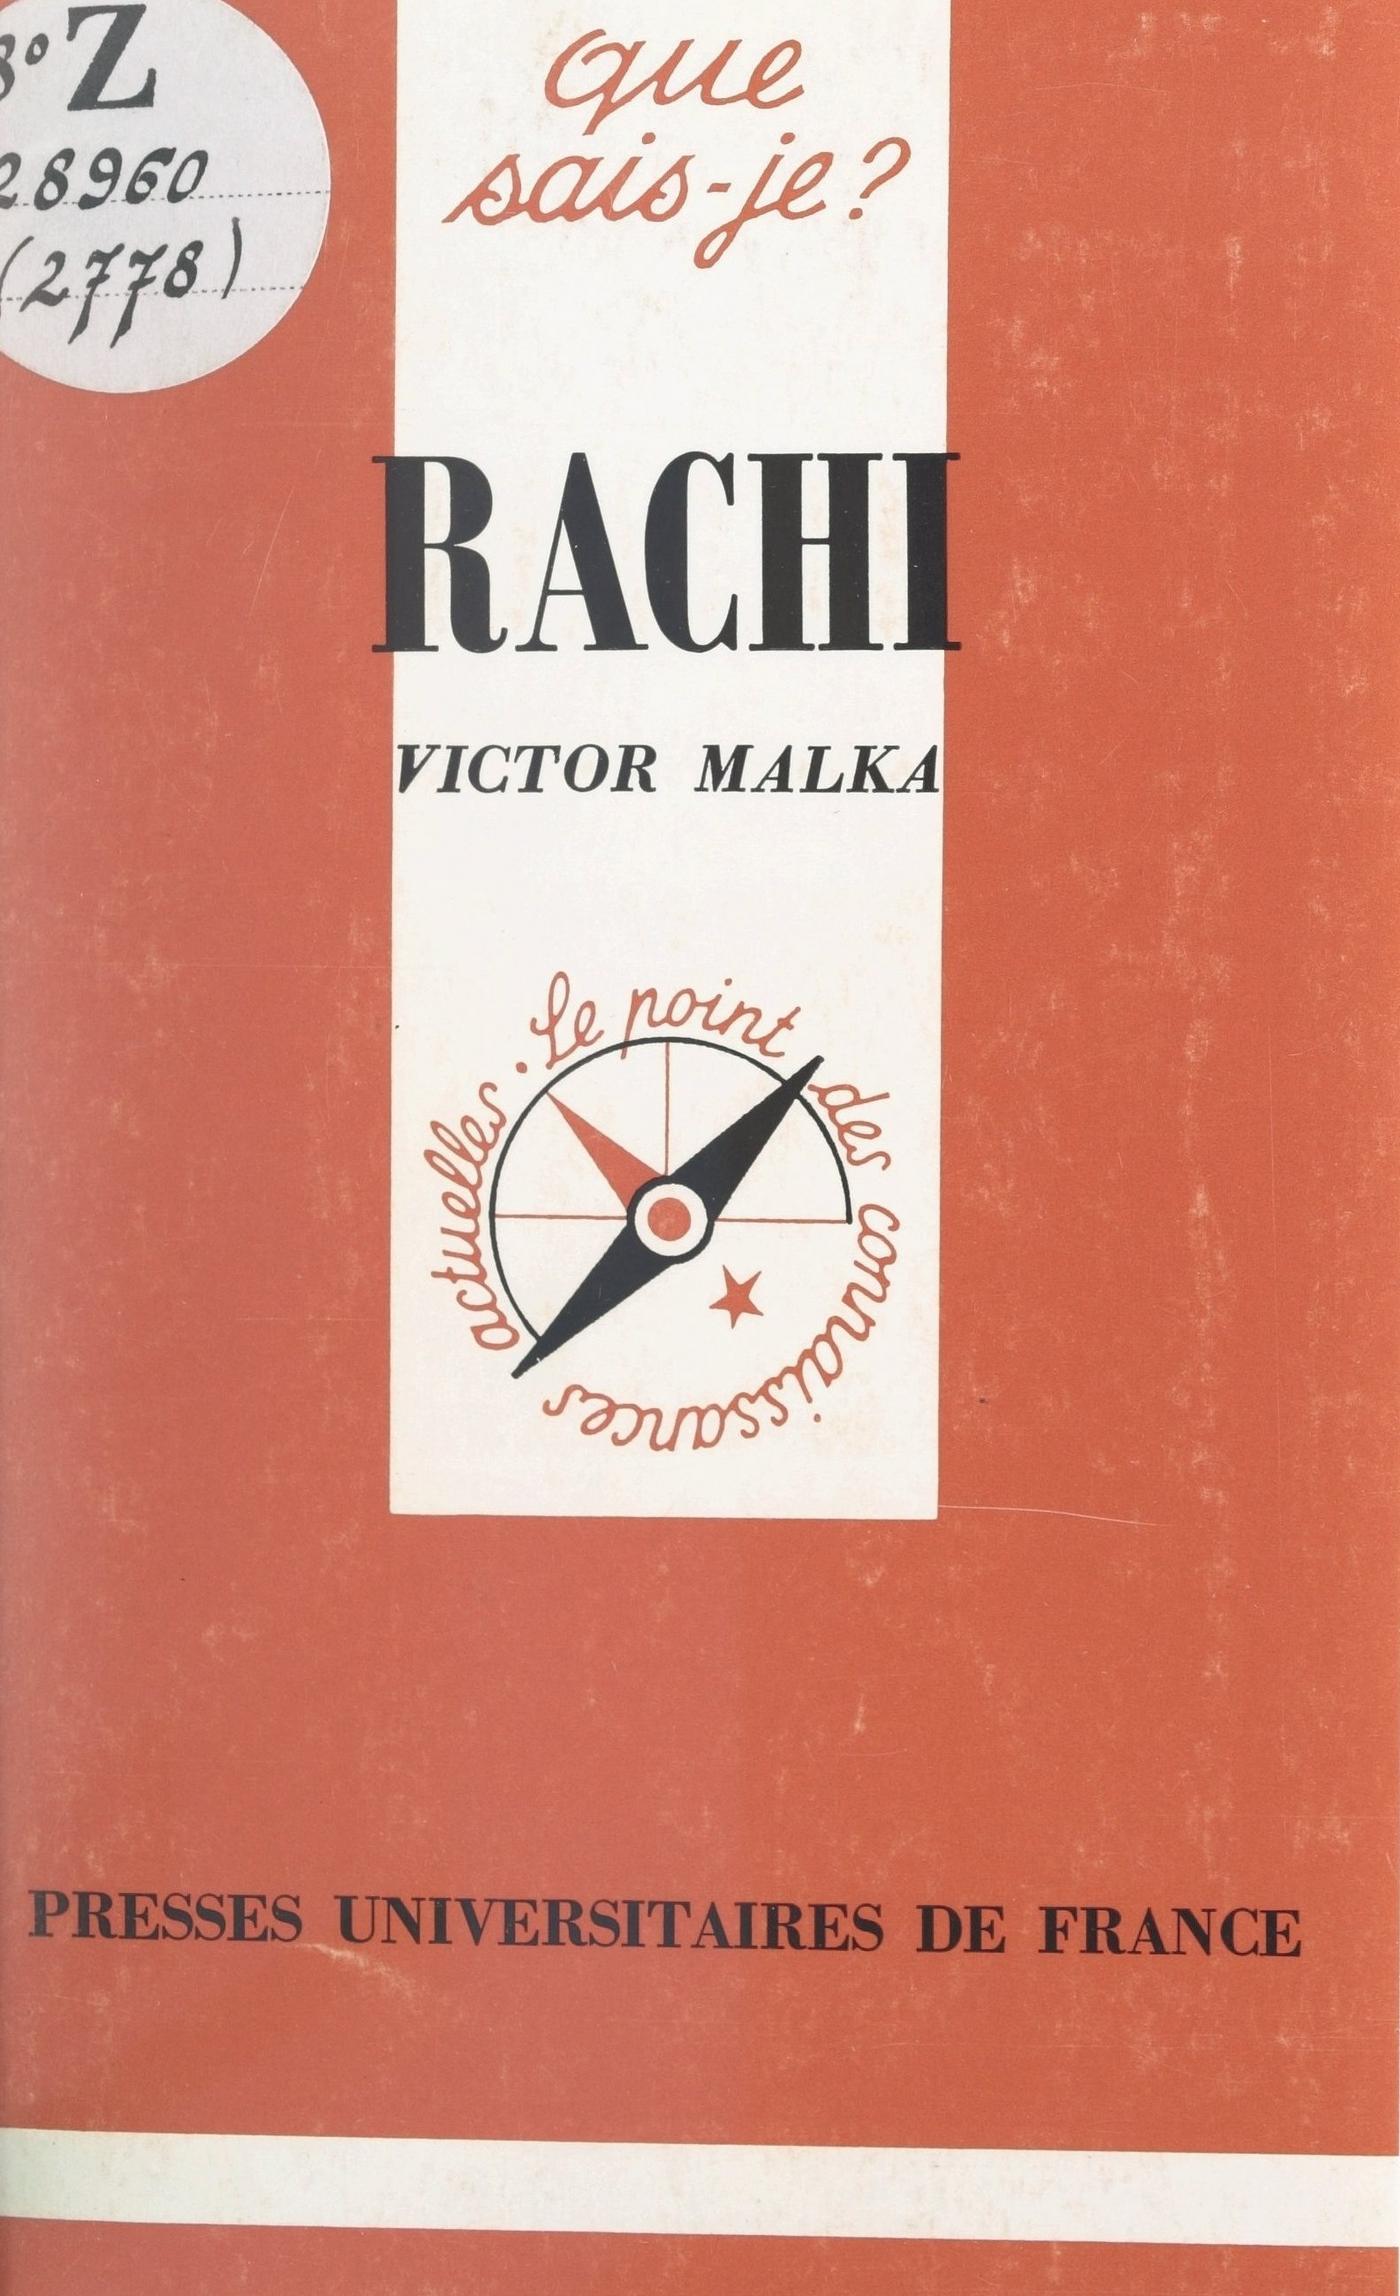 8° Z
28960
(2778)
que
sais-je?
RACHI
VICTOR MALKA
Le point des connaissances actuelles.
PRESSES UNIVERSITAIRES DE FRANCE